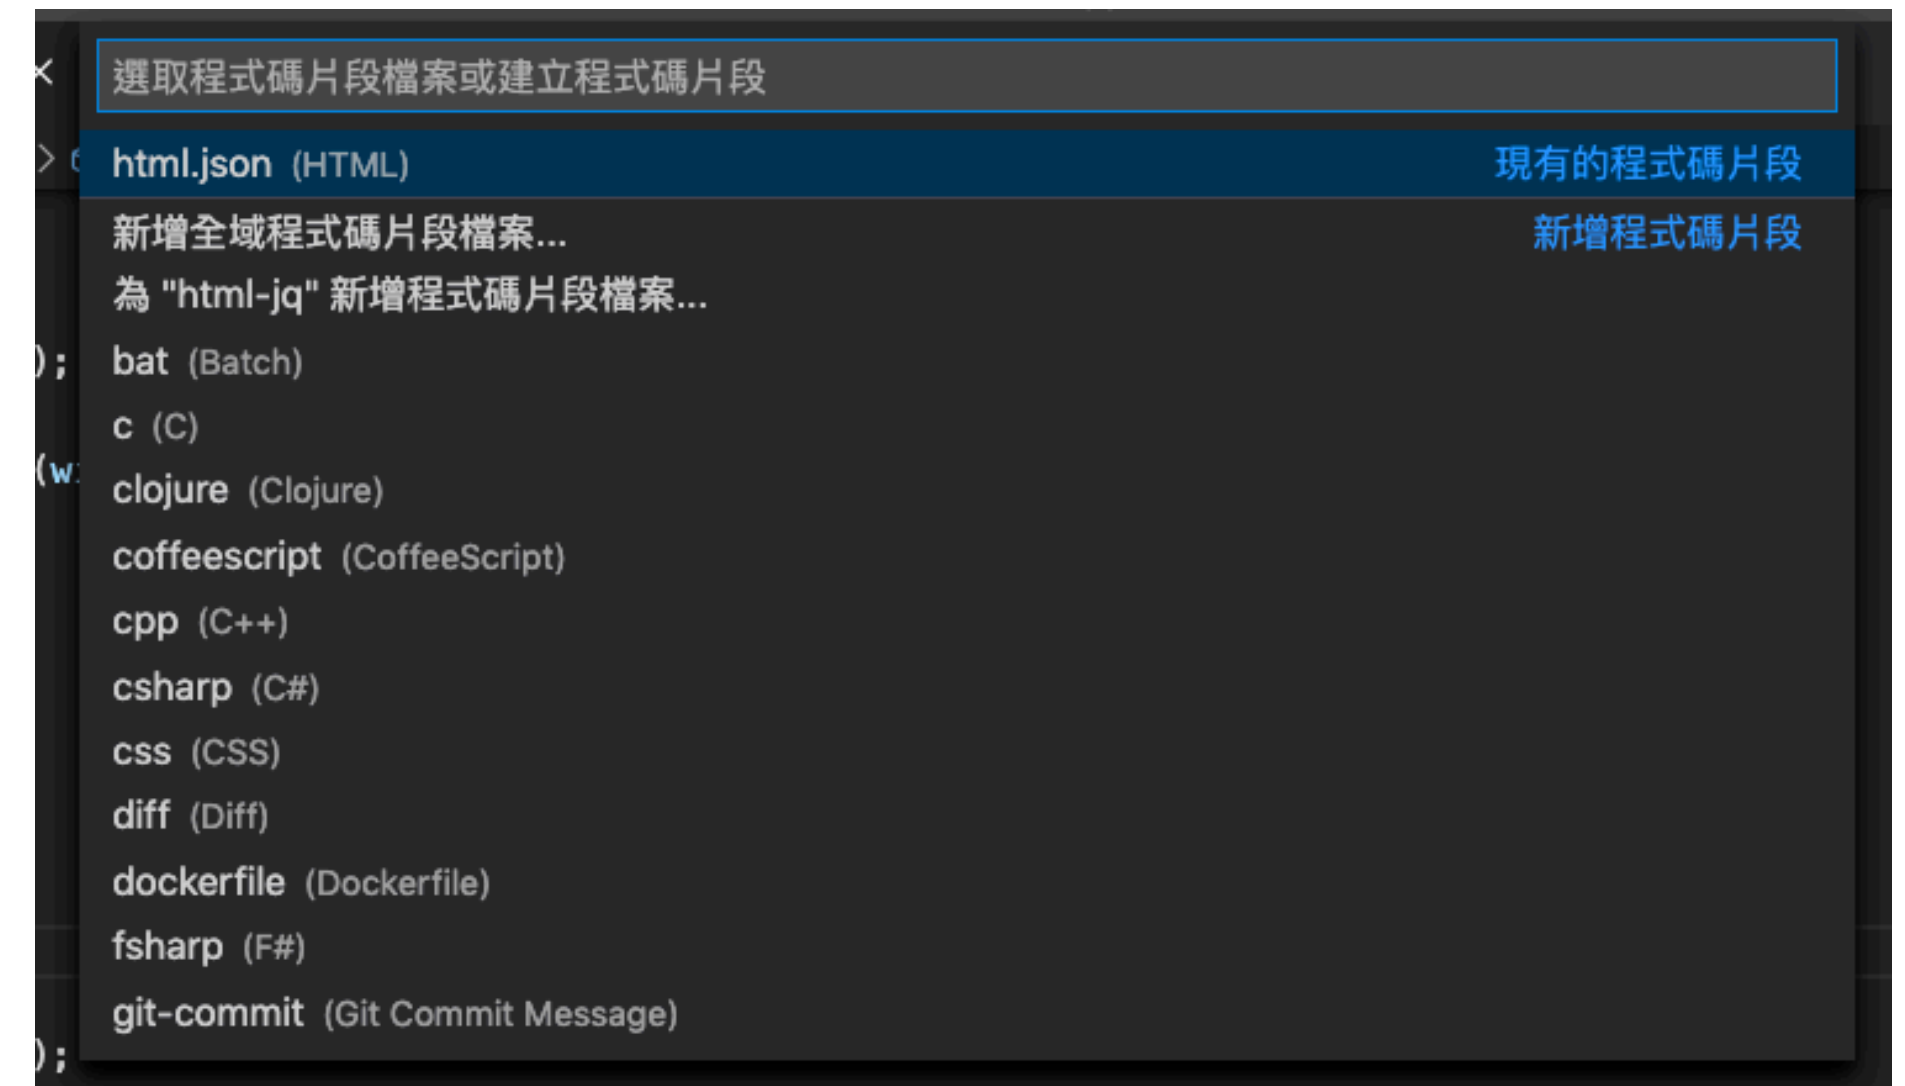 選取程式碼片段檔案或建立程式碼片段
html.json (HTML) 現有的程式碼片段
新增全域程式碼片段檔案... 新增程式碼片段
為 "html-jq" 新增程式碼片段檔案...
bat (Batch)
);
c (C)
(w
clojure (Clojure)
coffeescript (CoffeeScript)
cpp (C++)
csharp (C#)
css (CSS)
diff (Diff)
dockerfile (Dockerfile)
fsharp (F#)
git-commit (Git Commit Message)
);